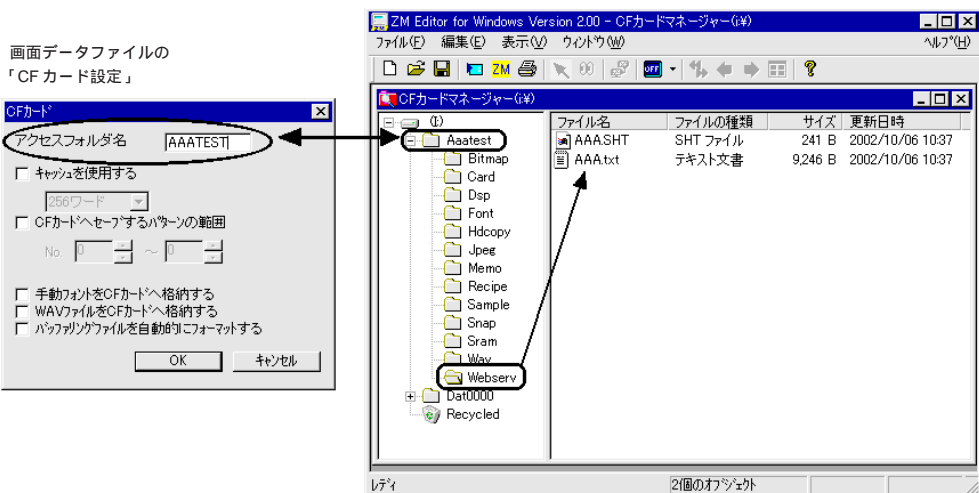 画面データファイルの
「CFカード設定」
CFｶｰﾄﾞ
アクセスフォルダ名
AAATEST
ｷｬｯｼｭを使用する
256ワード
CFｶｰﾄﾞへｾｰﾌﾞするﾊﾟﾀｰﾝの範囲
No. 0 ～ 0
手動ﾌｫﾝﾄをCFｶｰﾄﾞへ格納する
WAVﾌｧｲﾙをCFｶｰﾄﾞへ格納する
ﾊﾞｯﾌｧﾘﾝｸﾞﾌｧｲﾙを自動的にﾌｫｰﾏｯﾄする
OK ｷｬﾝｾﾙ
ZM Editor for Windows Version 2.00 - CFカードマネージャー(i:¥)
ﾌｧｲﾙ(F) 編集(E) 表示(V) ｳｨﾝﾄﾞｳ(W) ﾍﾙﾌﾟ(H)
ZM OFF
CFカードマネージャー(i:¥)
(I:)
Aaatest
Bitmap
Card
Dsp
Font
Hdcopy
Jpeg
Memo
Recipe
Sample
Snap
Sram
Wav
Webserv
Dat0000
Recycled
ファイル名 ファイルの種類 サイズ 更新日時
AAA.SHT SHT ファイル 241 B 2002/10/06 10:37
AAA.txt テキスト文書 9,246 B 2002/10/06 10:37
ﾚﾃﾞｨ 2個のｵﾌﾞｼﾞｪｸﾄ